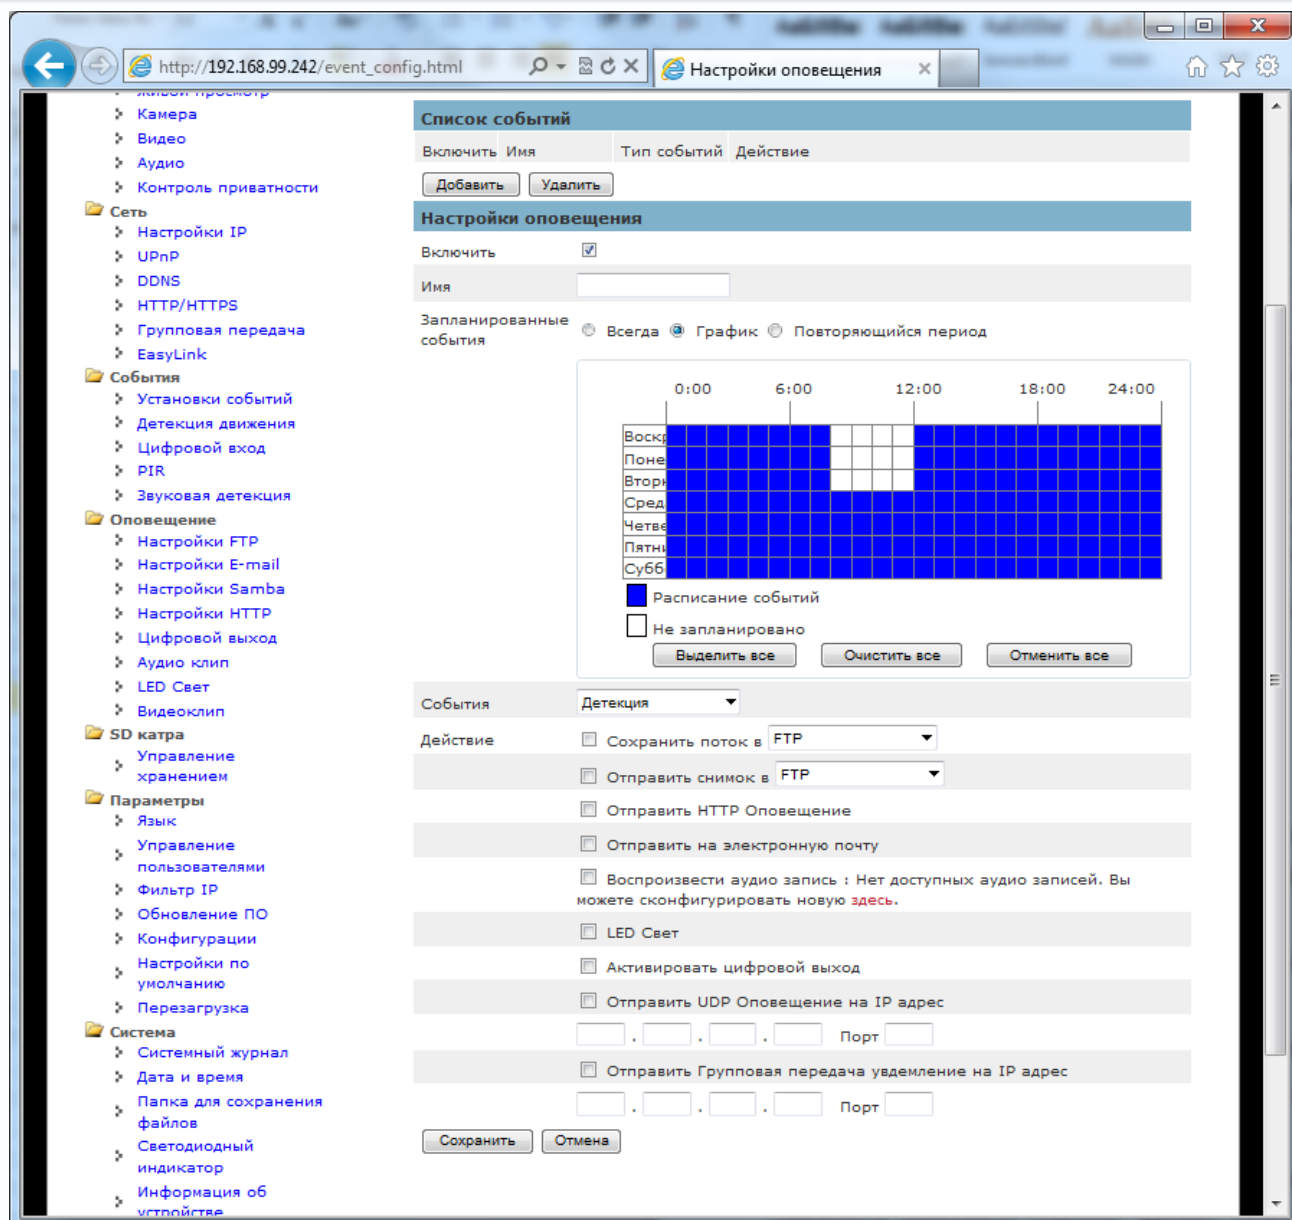 http://192.168.99.242/event_config.html
Настройки оповещения
Живой просмотр
Камера
Видео
Аудио
Контроль приватности
Сеть
Настройки IP
UPnP
DDNS
HTTP/HTTPS
Групповая передача
EasyLink
События
Установки событий
Детекция движения
Цифровой вход
PIR
Звуковая детекция
Оповещение
Настройки FTP
Настройки E-mail
Настройки Samba
Настройки HTTP
Цифровой выход
Аудио клип
LED Свет
Видеоклип
SD катра
Управление
хранением
Параметры
Язык
Управление
пользователями
Фильтр IP
Обновление ПО
Конфигурации
Настройки по
умолчанию
Перезагрузка
Система
Системный журнал
Дата и время
Папка для сохранения
файлов
Светодиодный
индикатор
Информация об
устройстве
Список событий
Включить Имя Тип событий Действие
Добавить Удалить
Настройки оповещения
Включить
Имя
Запланированные
события
Всегда График Повторяющийся период
0:00 6:00 12:00 18:00 24:00
Воскр
Поне
Вторн
Сред
Четве
Пятни
Субб
Расписание событий
Не запланировано
Выделить все Очистить все Отменить все
События Детекция
Действие Сохранить поток в FTP
Отправить снимок в FTP
Отправить HTTP Оповещение
Отправить на электронную почту
Воспроизвести аудио запись : Нет доступных аудио записей. Вы
можете сконфигурировать новую здесь.
LED Свет
Активировать цифровой выход
Отправить UDP Оповещение на IP адрес
. . . Порт
Отправить Групповая передача увдемление на IP адрес
. . . Порт
Сохранить Отмена